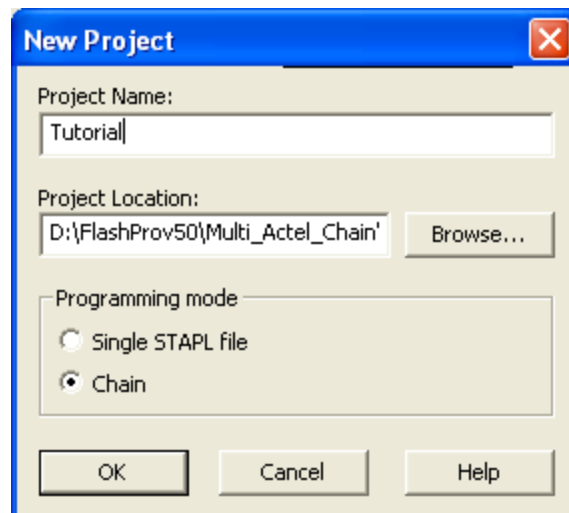 New Project
Project Name:
Tutorial
Project Location:
D:\FlashProv50\Multi_Actel_Chain'
Browse...
Programming mode
Single STAPL file
Chain
OK
Cancel
Help